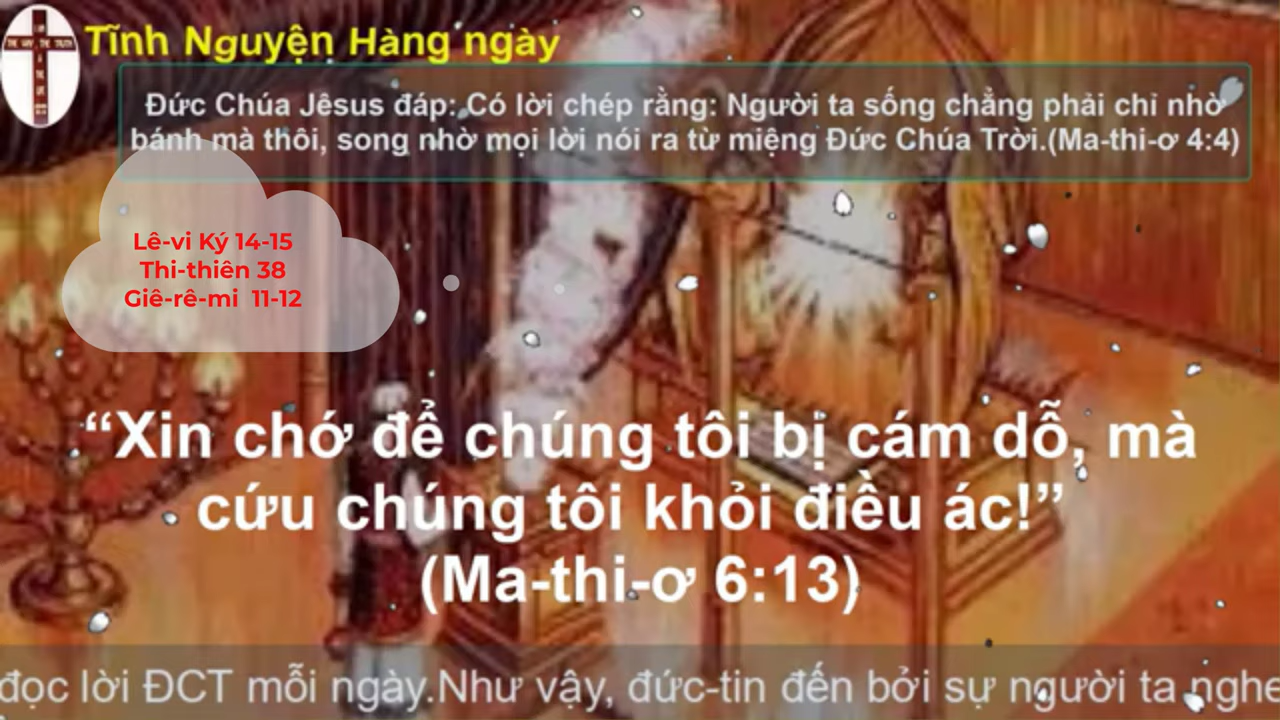 Tĩnh Nguyện Hàng ngày
Đức Chúa Jêsus đáp: Có lời chép rằng: Người ta sống chẳng phải chỉ nhờ
bánh mà thôi, song nhờ mọi lời nói ra từ miệng Đức Chúa Trời.(Ma-thi-ơ 4:4)
Lê-vi Ký 14-15
Thi-thiên 38
Giê-rê-mi 11-12
“Xin chớ để chúng tôi bị cám dỗ, mà
cứu chúng tôi khỏi điều ác!”
(Ma-thi-ơ 6:13)
đọc lời ĐCT mỗi ngày.Như vậy, đức-tin đến bởi sự người ta nghe